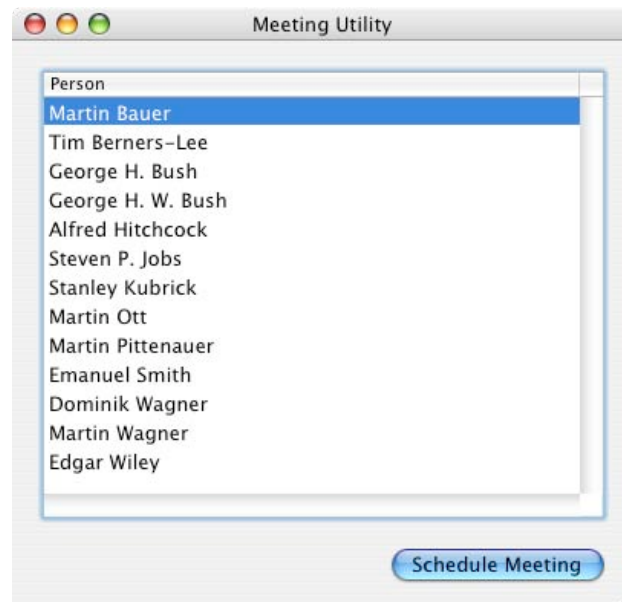 Meeting Utility
Person
Martin Bauer
Tim Berners-Lee
George H. Bush
George H. W. Bush
Alfred Hitchcock
Steven P. Jobs
Stanley Kubrick
Martin Ott
Martin Pittenauer
Emanuel Smith
Dominik Wagner
Martin Wagner
Edgar Wiley
Schedule Meeting